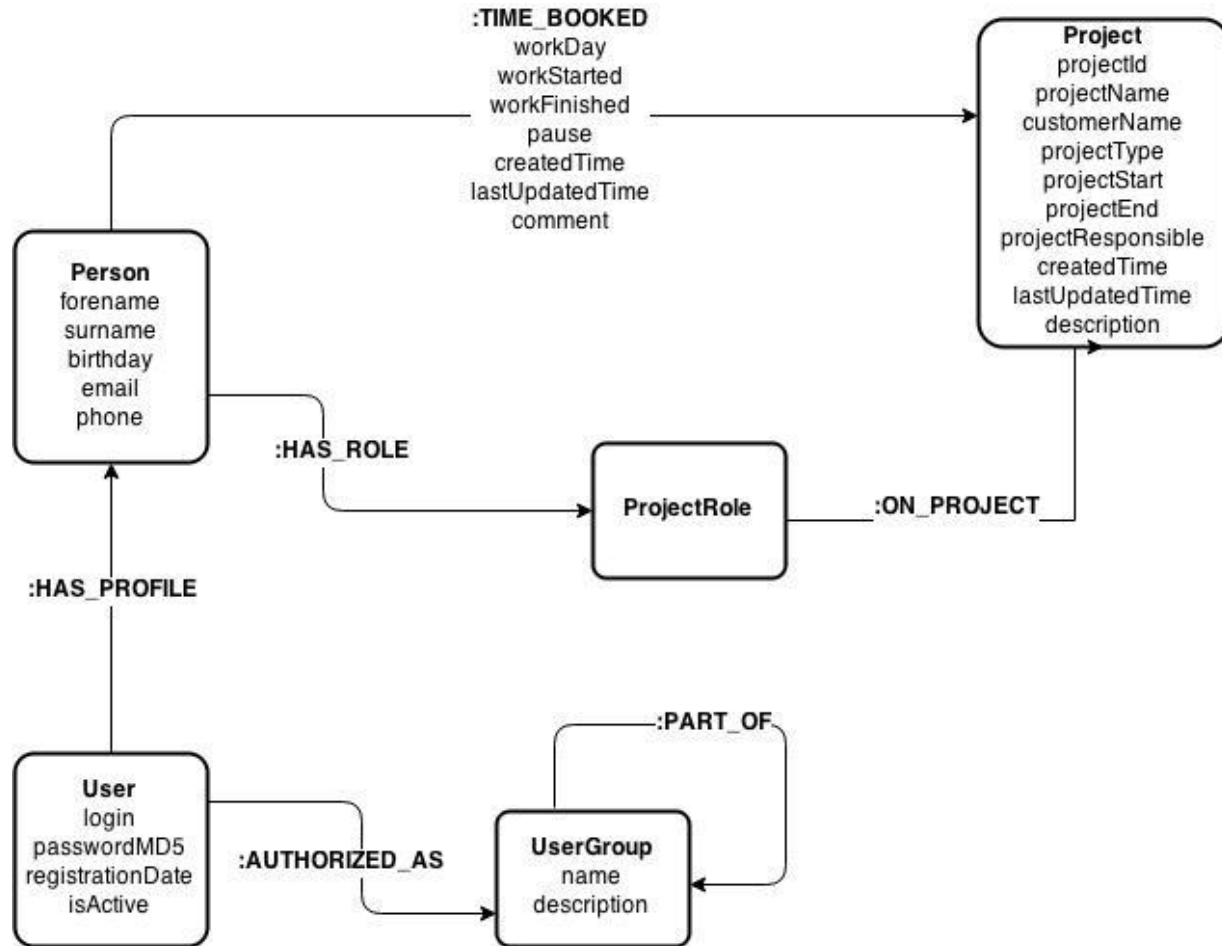 :TIME_BOOKED
workDay
workStarted
workFinished
pause
createdTime
lastUpdatedTime
comment
Project
projectId
projectName
customerName
projectType
projectStart
projectEnd
projectResponsible
createdTime
lastUpdatedTime
description
Person
forename
surname
birthday
email
phone
:HAS_ROLE
ProjectRole
:ON_PROJECT
:HAS_PROFILE
User
login
passwordMD5
registrationDate
isActive
:AUTHORIZED_AS
:PART_OF
UserGroup
name
description